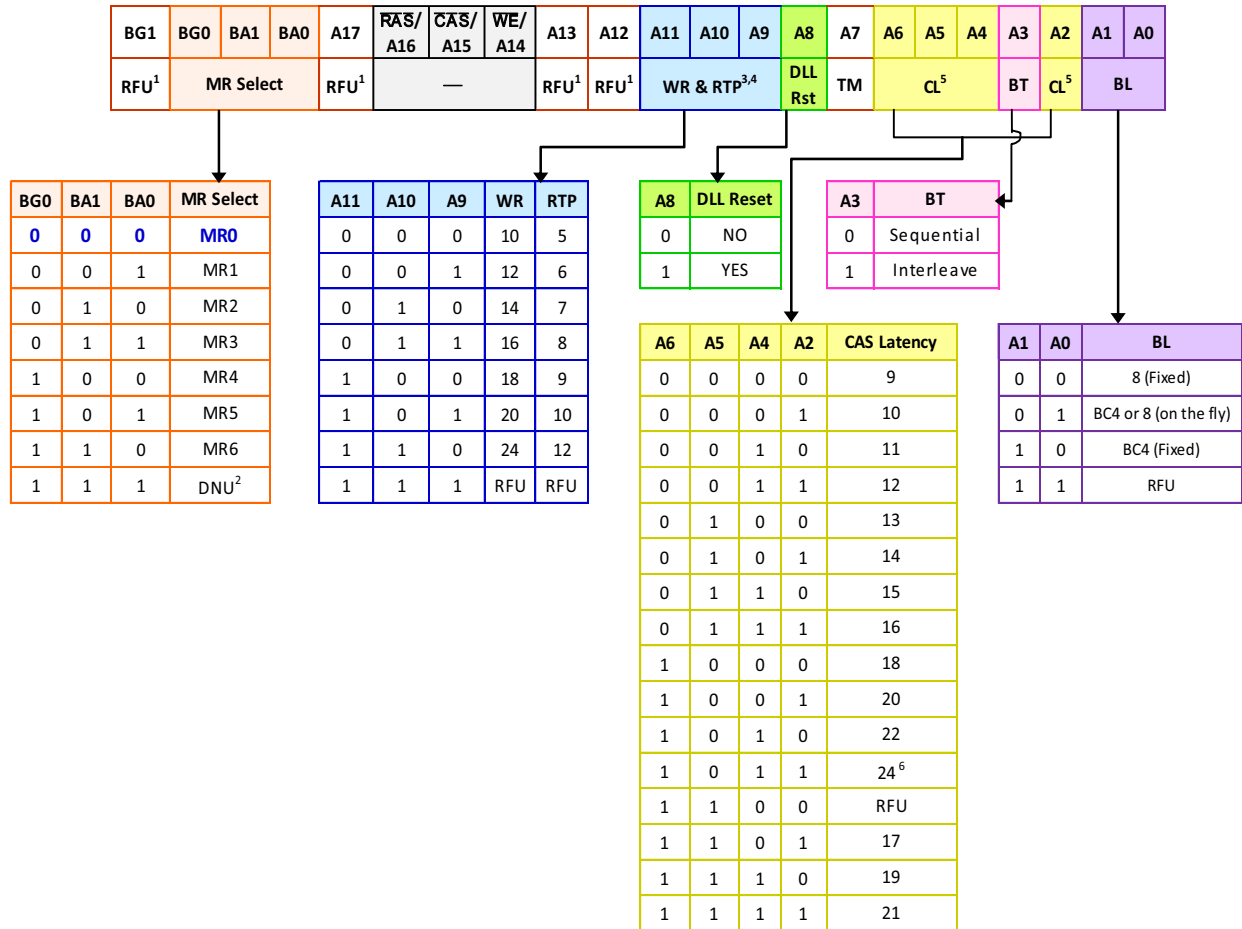 BG1 BG0 BA1 BA0 A17 RAS/ A16 CAS/ A15 WE/ A14 A13 A12 A11 A10 A9 A8 A7 A6 A5 A4 A3 A2 A1 A0
RFU1 MR Select RFU1 — RFU1 RFU1 WR & RTP3,4 DLL Rst TM CL5 BT CL5 BL
BG0 BA1 BA0 MR Select
0 0 0 MR0
0 0 1 MR1
0 1 0 MR2
0 1 1 MR3
1 0 0 MR4
1 0 1 MR5
1 1 0 MR6
1 1 1 DNU2
A11 A10 A9 WR RTP
0 0 0 10 5
0 0 1 12 6
0 1 0 14 7
0 1 1 16 8
1 0 0 18 9
1 0 1 20 10
1 1 0 24 12
1 1 1 RFU RFU
A8 DLL Reset
0 NO
1 YES
A3 BT
0 Sequential
1 Interleave
A6 A5 A4 A2 CAS Latency
0 0 0 0 9
0 0 0 1 10
0 0 1 0 11
0 0 1 1 12
0 1 0 0 13
0 1 0 1 14
0 1 1 0 15
0 1 1 1 16
1 0 0 0 18
1 0 0 1 20
1 0 1 0 22
1 0 1 1 24 6
1 1 0 0 RFU
1 1 0 1 17
1 1 1 0 19
1 1 1 1 21
A1 A0 BL
0 0 8 (Fixed)
0 1 BC4 or 8 (on the fly)
1 0 BC4 (Fixed)
1 1 RFU